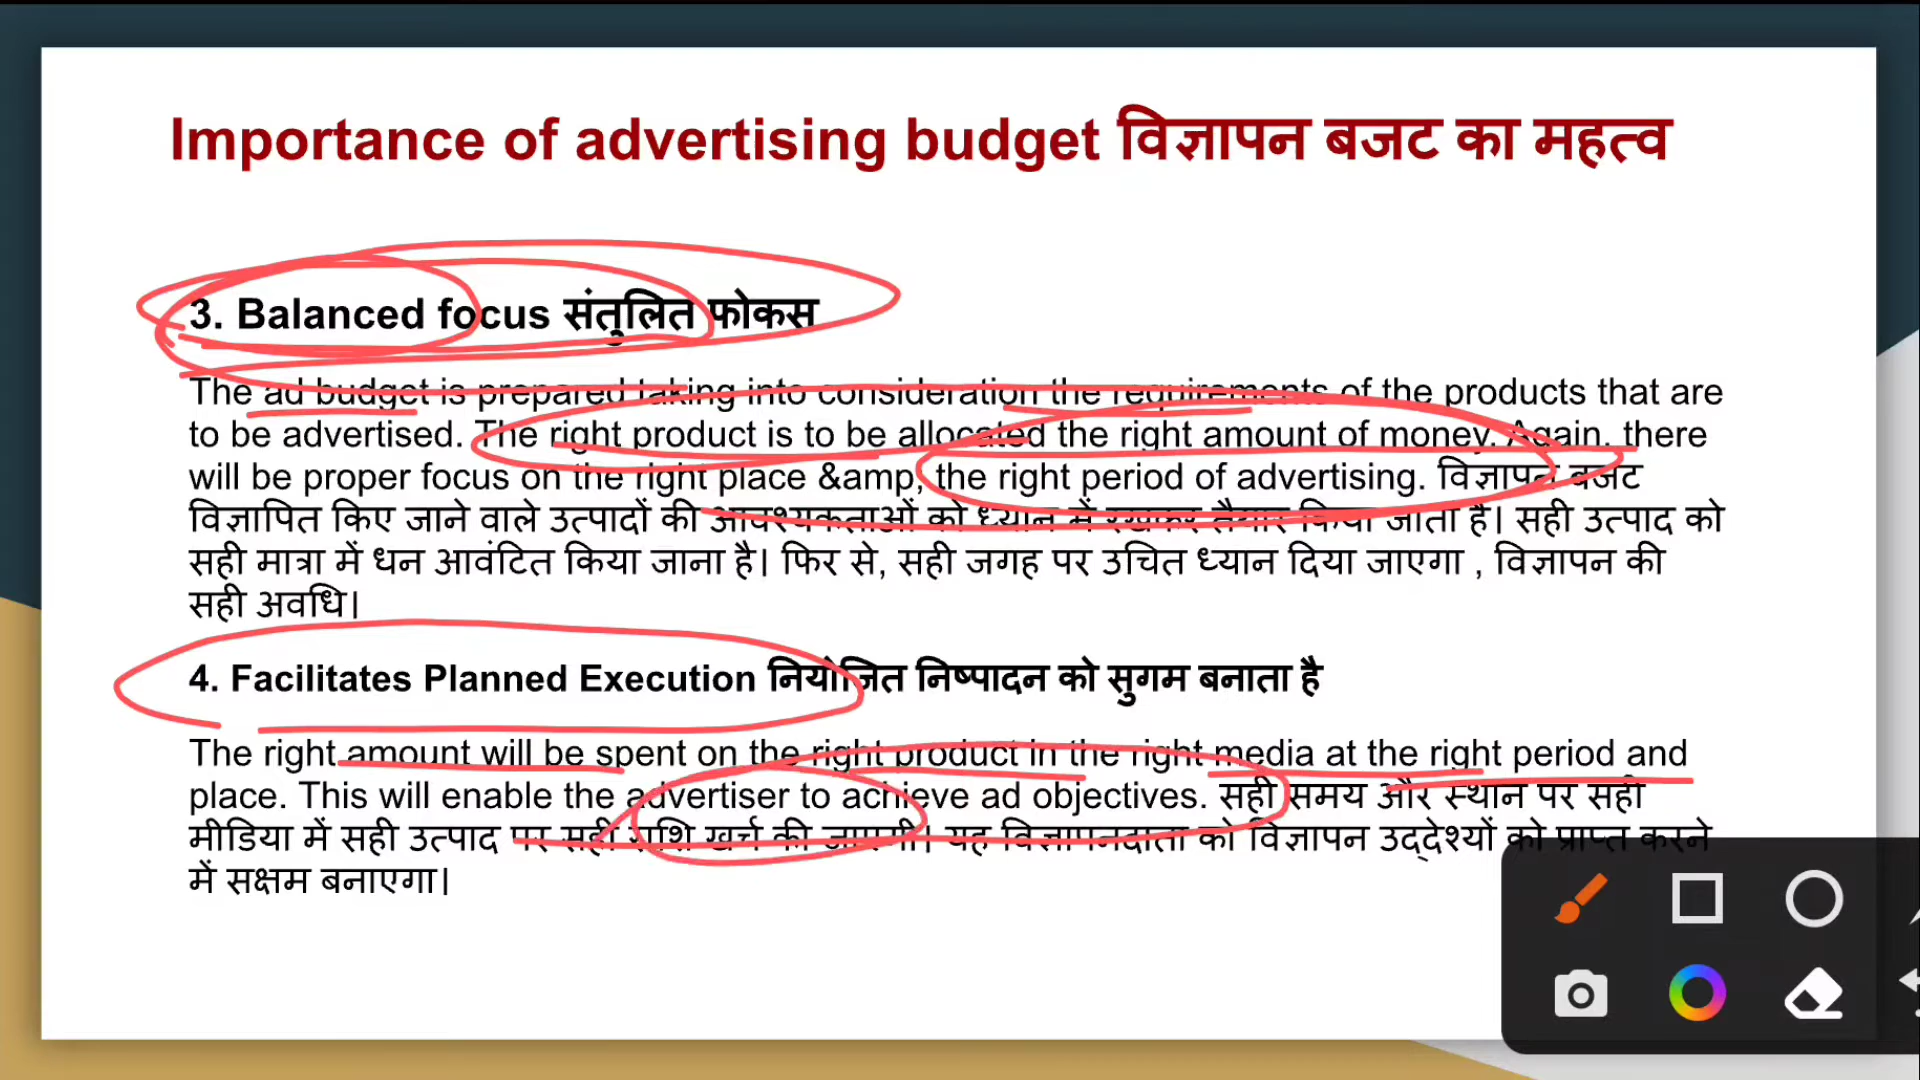 Importance of advertising budget विज्ञापन बजट का महत्व
3. Balanced focus संतुलित फोकस
The ad budget is prepared taking into consideration the requirements of the products that are
to be advertised. The right product is to be allocated the right amount of money. Again, there
will be proper focus on the right place &amp; the right period of advertising. विज्ञापन बजट
विज्ञापित किए जाने वाले उत्पादों की आवश्यकताओं को ध्यान में रखकर तैयार किया जाता है। सही उत्पाद को
सही मात्रा में धन आवंटित किया जाना है। फिर से, सही जगह पर उचित ध्यान दिया जाएगा , विज्ञापन की
सही अवधि।
4. Facilitates Planned Execution नियोजित निष्पादन को सुगम बनाता है
The right amount will be spent on the right product in the right media at the right period and
place. This will enable the advertiser to achieve ad objectives. सही समय और स्थान पर सही
मीडिया में सही उत्पाद पर सही राशि खर्च की जाएगी। यह विज्ञापनदाता को विज्ञापन उद्देश्यों को प्राप्त करने
में सक्षम बनाएगा।